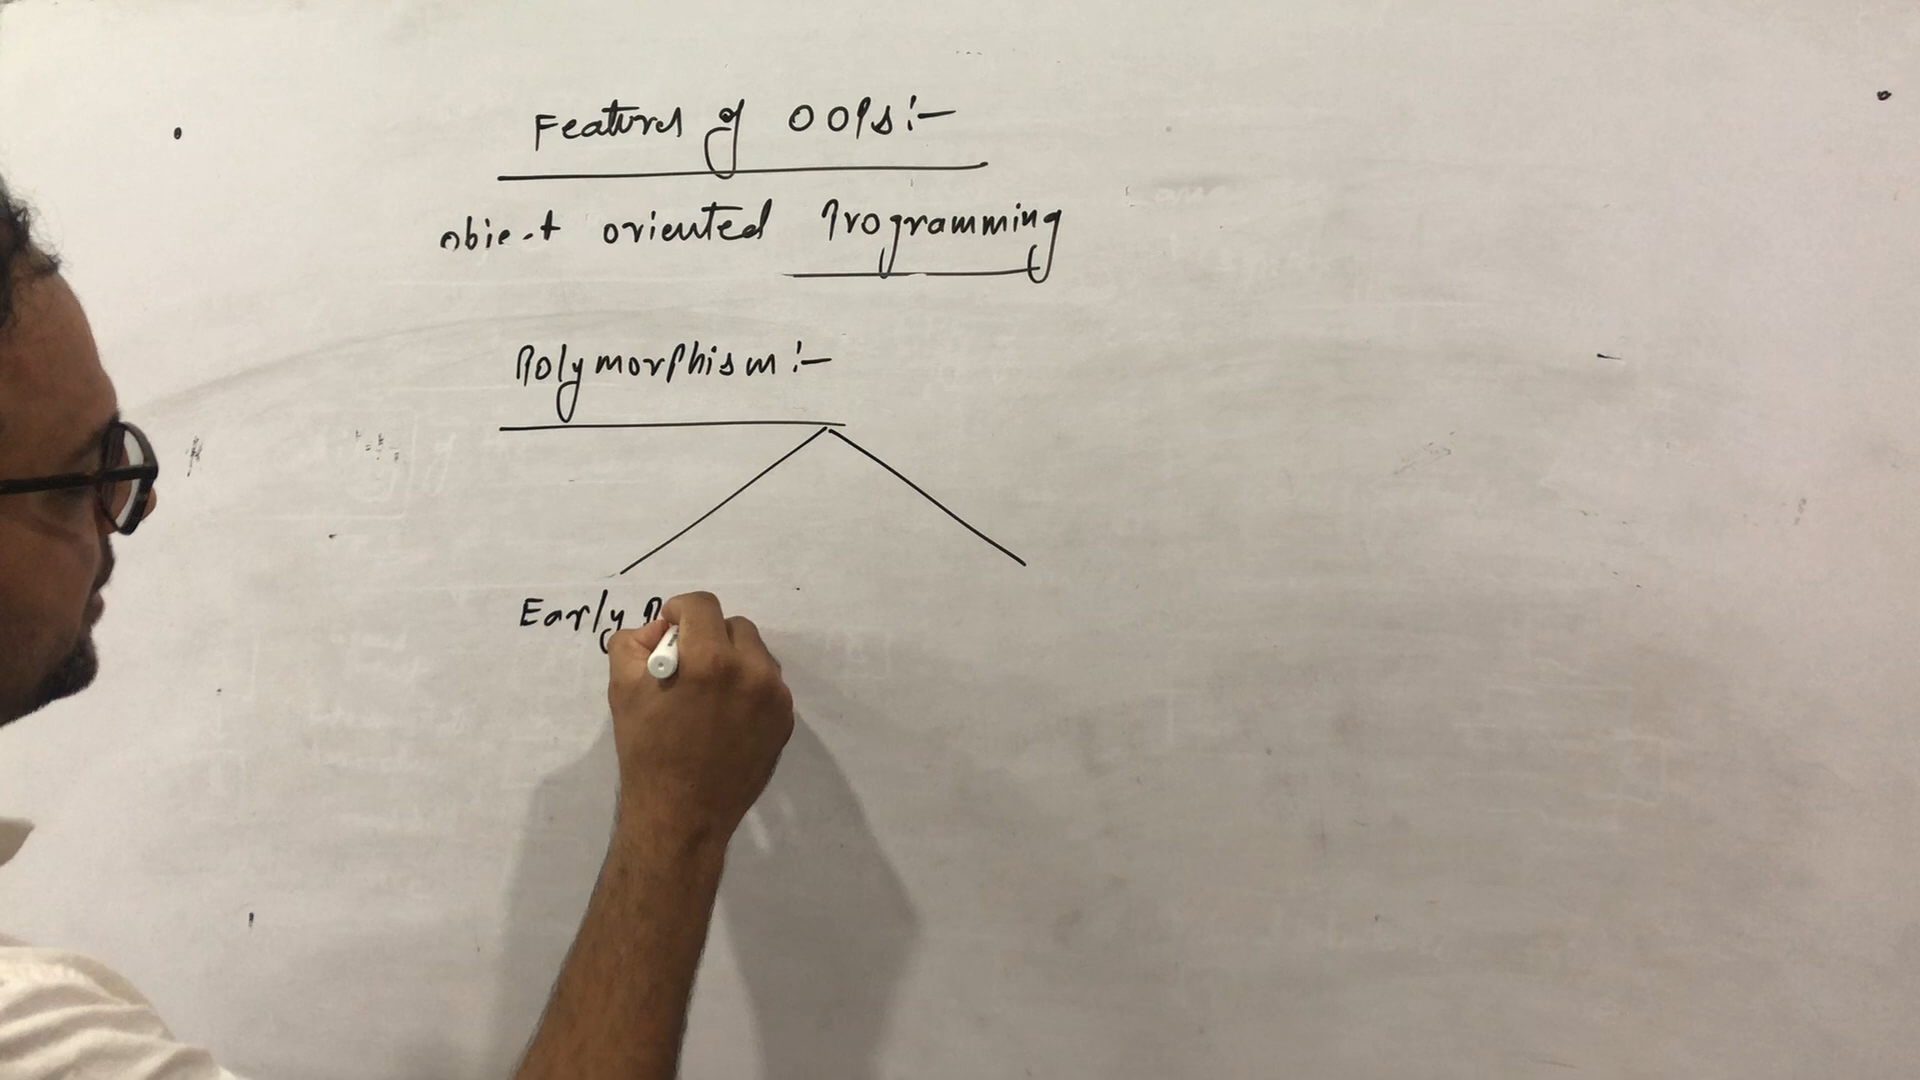 Features of OOPs:-
object oriented Programming
Polymorphism:-
Early